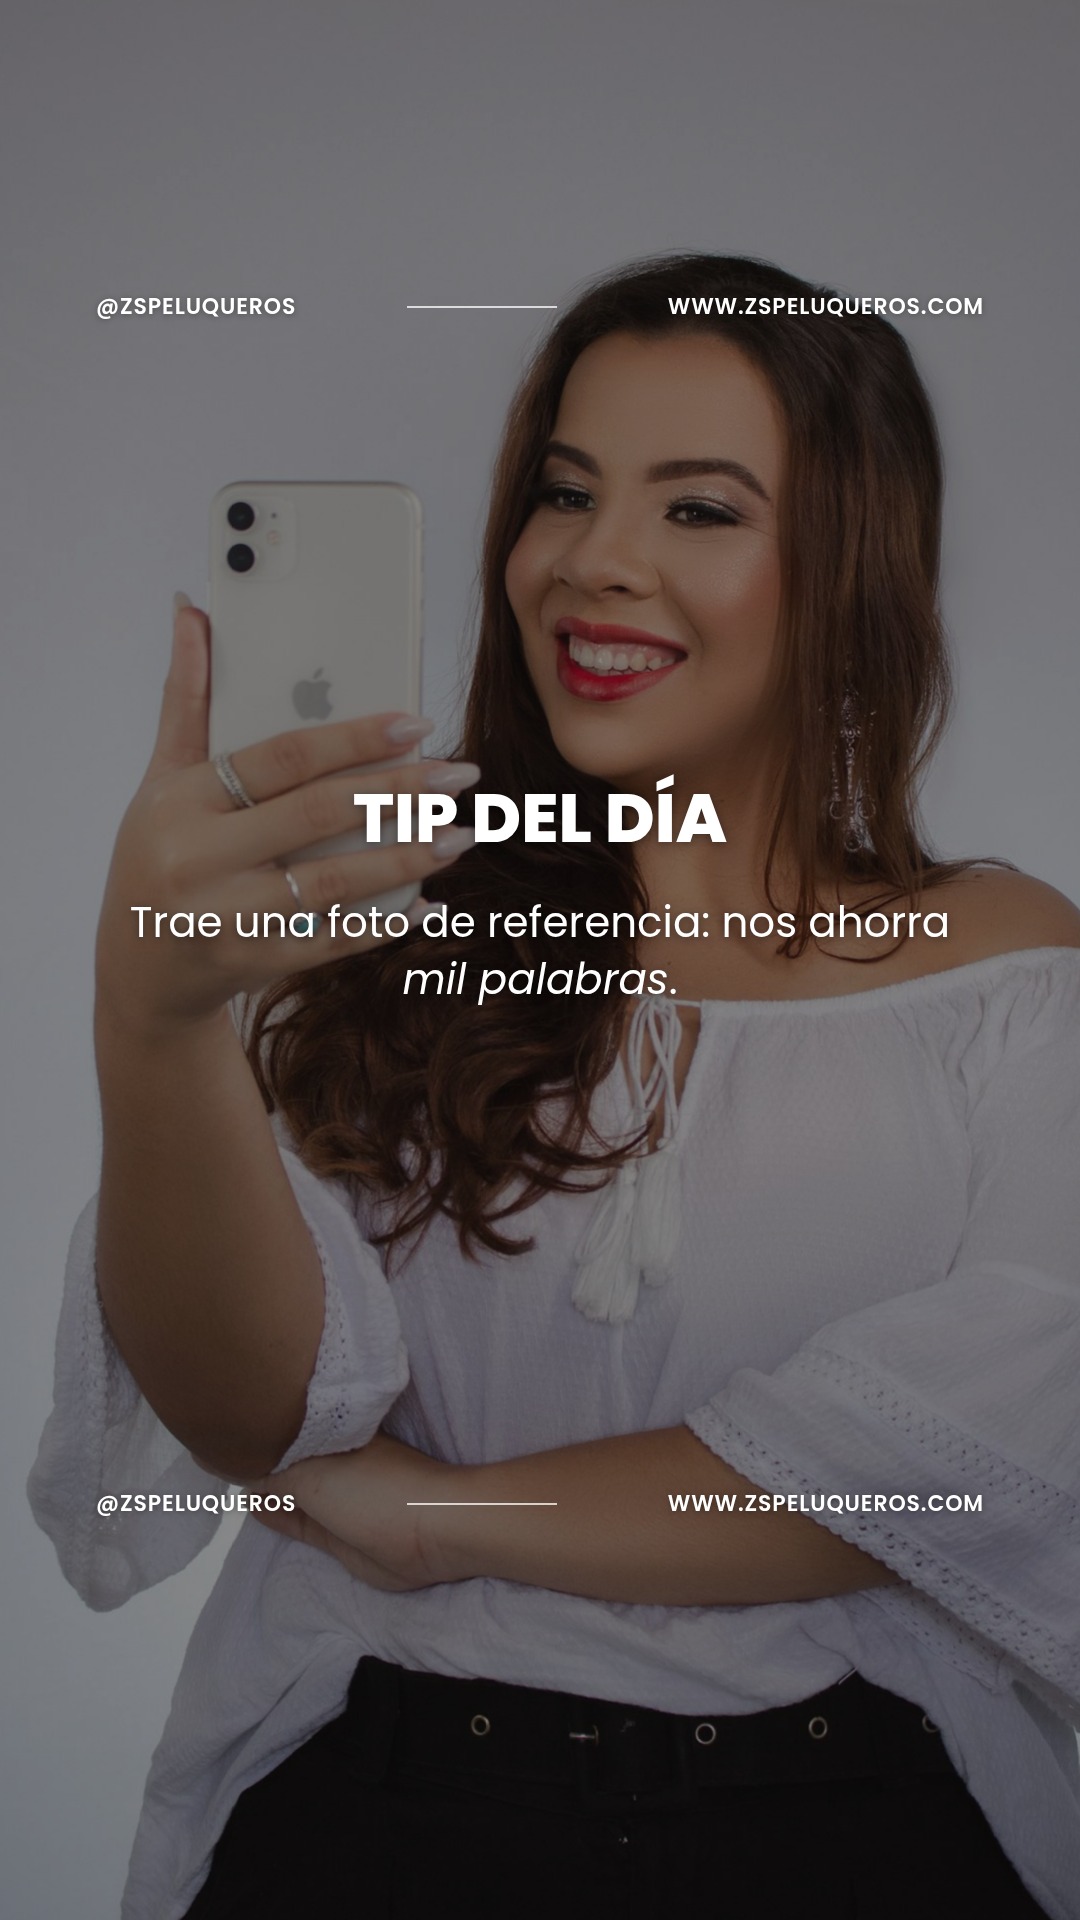 @ZSPELUQUEROS WWW.ZSPELUQUEROS.COM
TIP DEL DÍA
Trae una foto de referencia: nos ahorra
mil palabras.
@ZSPELUQUEROS WWW.ZSPELUQUEROS.COM